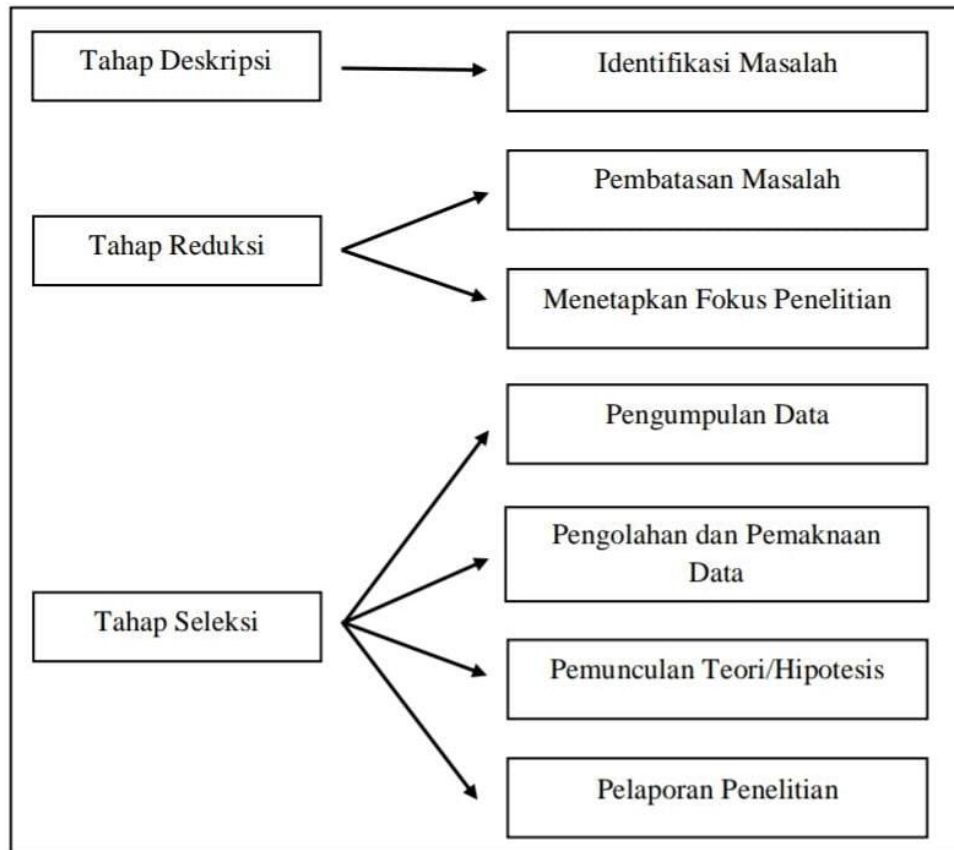 Tahap Deskripsi
Identifikasi Masalah
Tahap Reduksi
Pembatasan Masalah
Menetapkan Fokus Penelitian
Tahap Seleksi
Pengumpulan Data
Pengolahan dan Pemaknaan
Data
Pemunculan Teori/Hipotesis
Pelaporan Penelitian